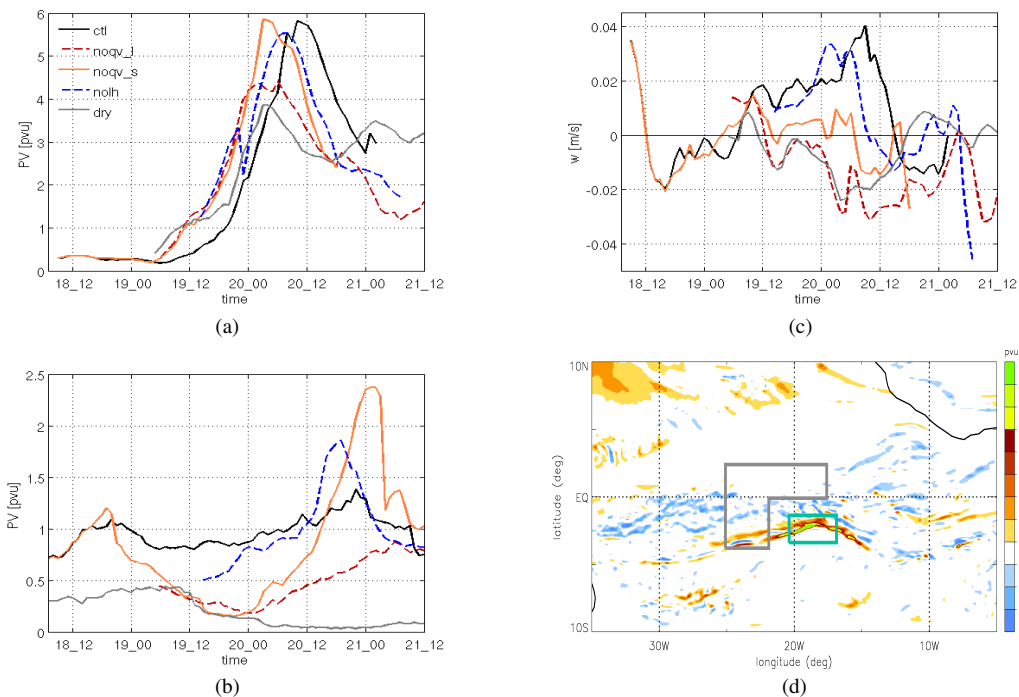 6
5
4
3
2
1
0
PV [pvu]
ctl
noqv_l
noqv_s
nolh
dry
18_12 19_00 19_12 20_00 20_12 21_00 21_12
time
(a)
0.04
0.02
0
-0.02
-0.04
w [m/s]
18_12 19_00 19_12 20_00 20_12 21_00 21_12
time
(c)
2.5
2
1.5
1
0.5
0
PV [pvu]
18_12 19_00 19_12 20_00 20_12 21_00 21_12
time
(b)
pvu
10N
EQ
10S
latitude (deg)
30W 20W 10W
longitude (deg)
(d)